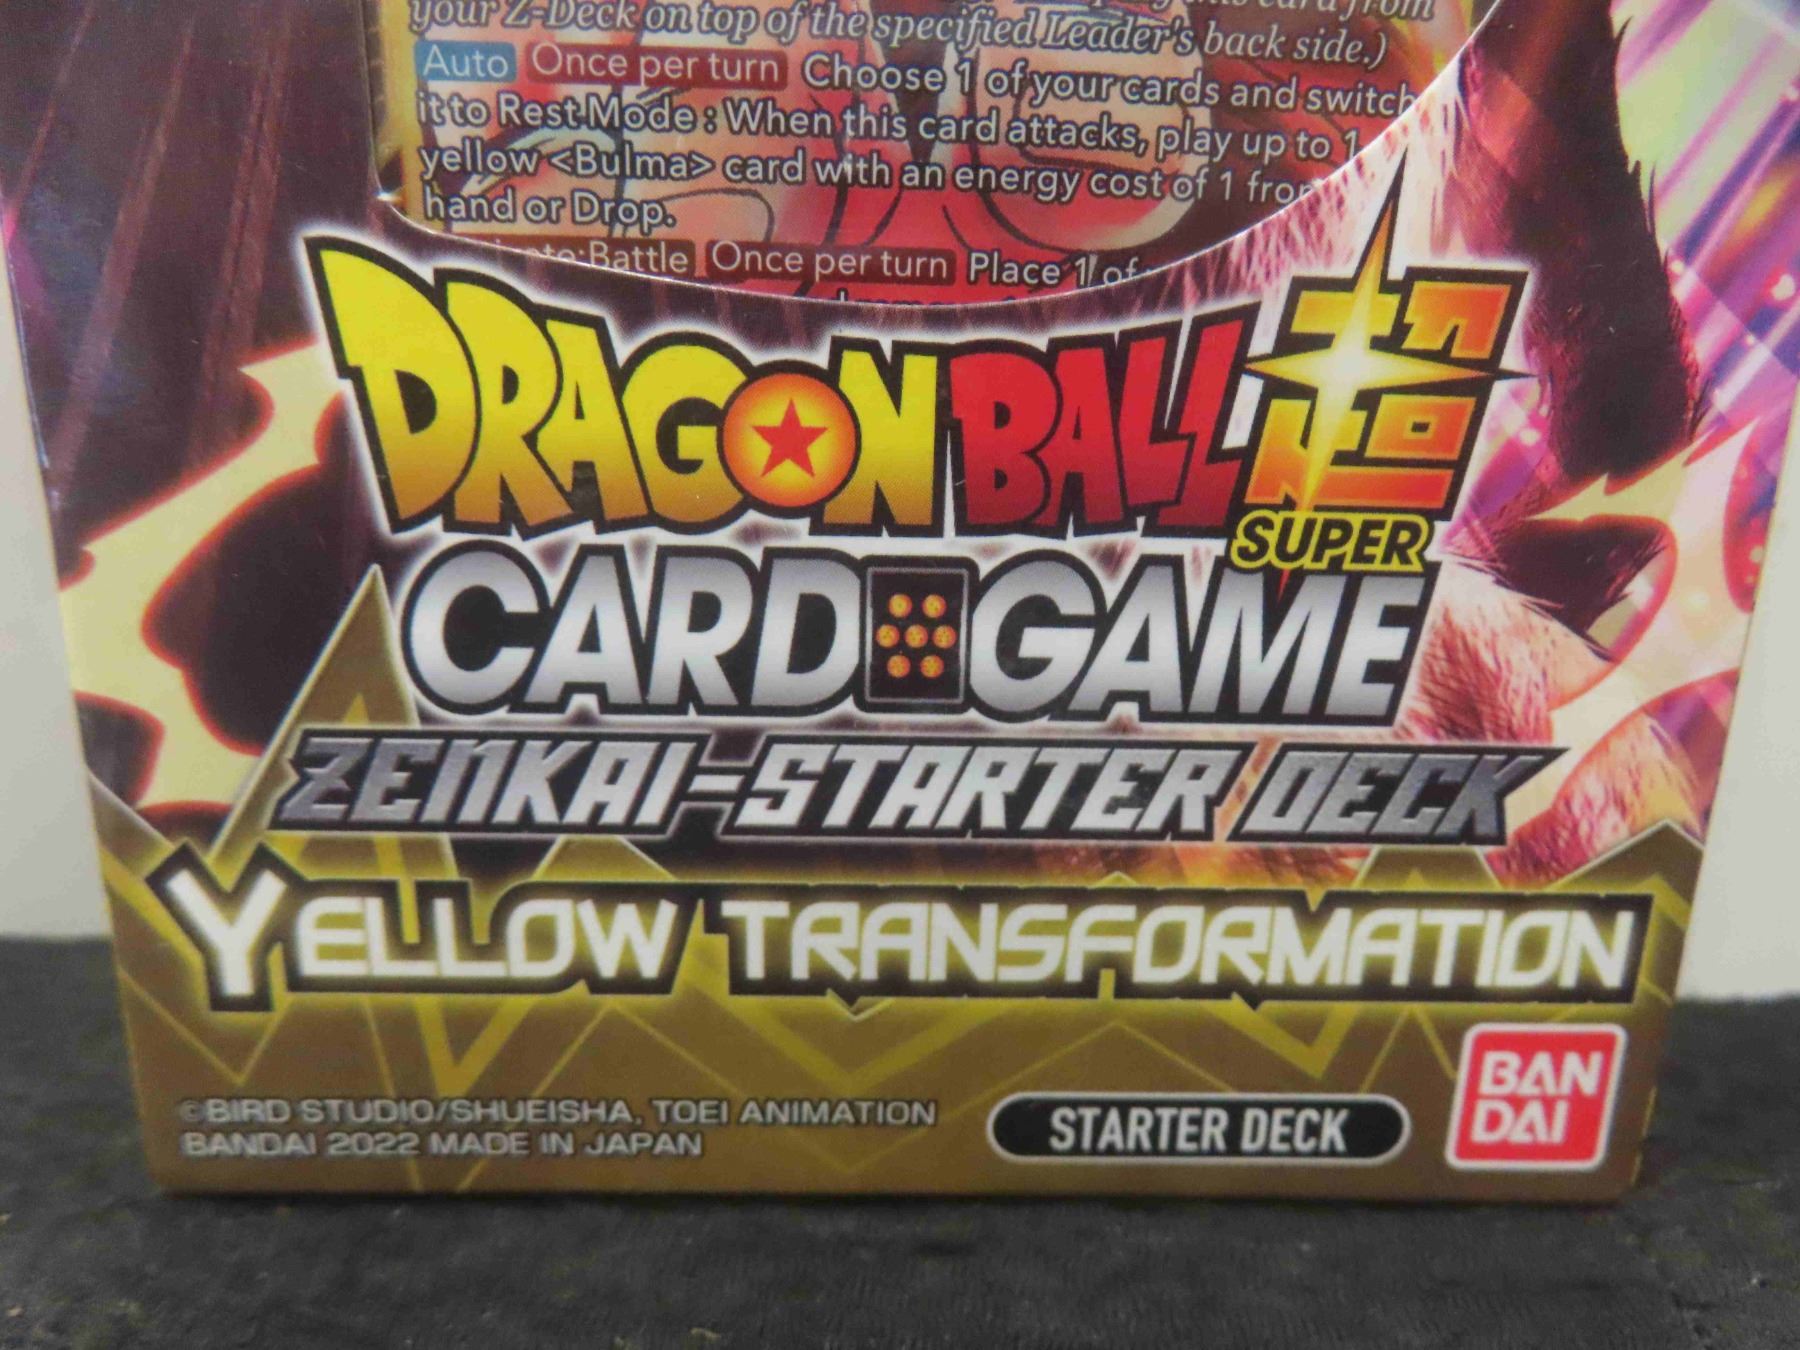 your Z-Deck on top of the specified Leader's back side.)
Auto Once per turn Choose 1 of your cards and switch
it to Rest Mode : When this card attacks, play up to 1
yellow <Bulma> card with an energy cost of 1 from
hand or Drop.
Battle Once per turn Place 1 of
DRAGON BALL 超
SUPER
CARD GAME
ZENKAI-STARTER DECK
YELLOW TRANSFORMATION
©BIRD STUDIO/SHUEISHA, TOEI ANIMATION
BANDAI 2022 MADE IN JAPAN
STARTER DECK
BAN
DAI